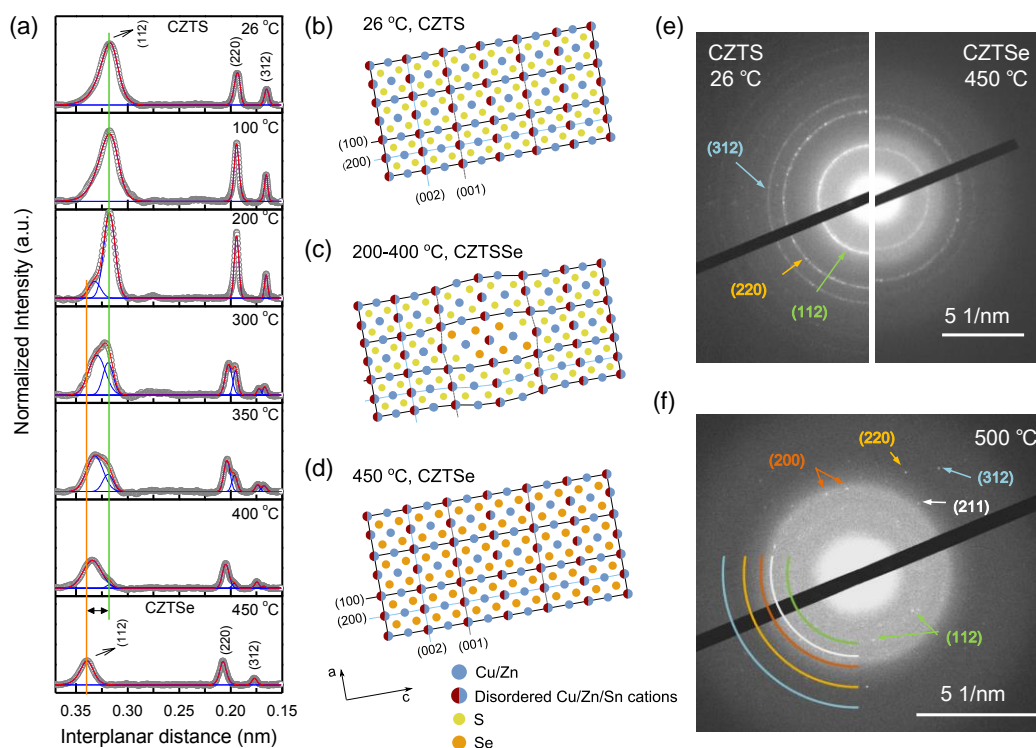 (a)
Normalized Intensity (a.u.)
CZTS
26 °C
(112)
(220)
(312)
100 °C
200 °C
300 °C
350 °C
400 °C
CZTSe
450 °C
(112)
(220)
(312)
0.35
0.30
0.25
0.20
0.15
Interplanar distance (nm)
(b)
26 °C, CZTS
(100)
(200)
(002)
(001)
(c)
200-400 °C, CZTSSe
(d)
450 °C, CZTSe
(100)
(200)
(002)
(001)
a
c
Cu/Zn
Disordered Cu/Zn/Sn cations
S
Se
(e)
CZTS
26 °C
CZTSe
450 °C
(312)
(220)
(112)
5 1/nm
(f)
500 °C
(220)
(312)
(200)
(211)
(112)
5 1/nm